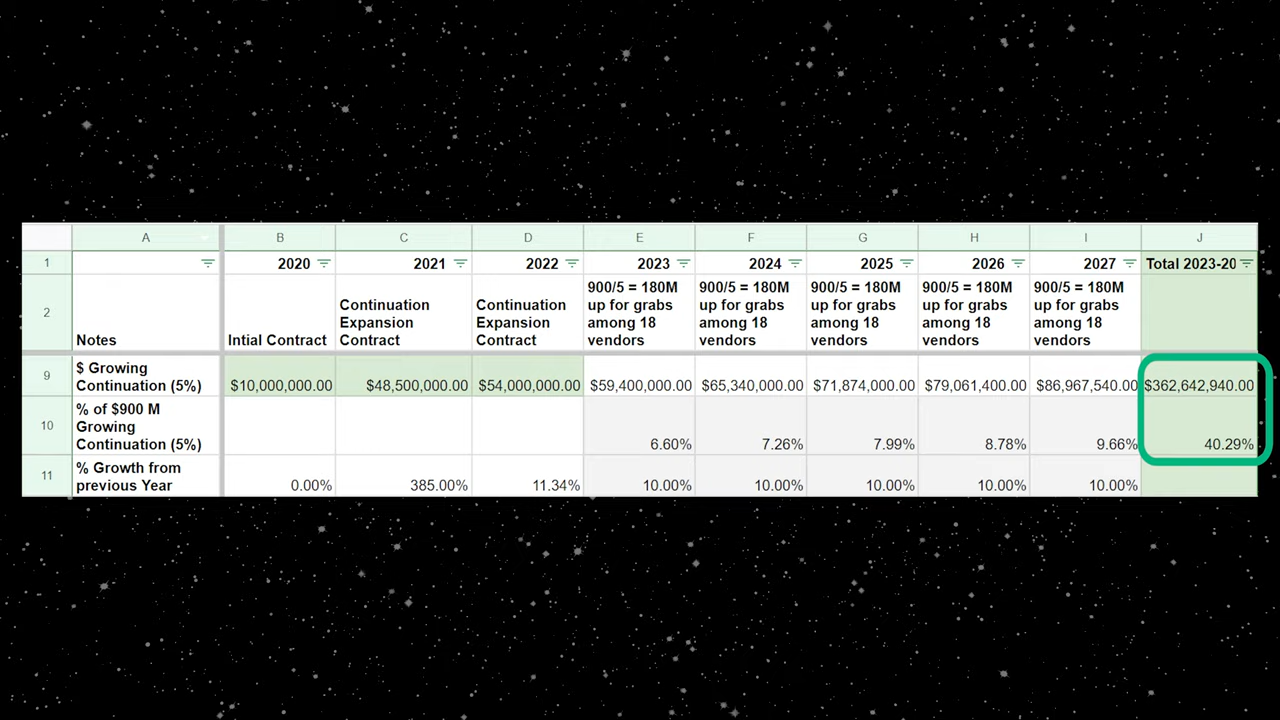 A B C D E F G H I J
1 2020 2021 2022 2023 2024 2025 2026 2027 Total 2023-20
2 Notes Intial Contract Continuation Expansion Contract Continuation Expansion Contract 900/5 = 180M up for grabs among 18 vendors 900/5 = 180M up for grabs among 18 vendors 900/5 = 180M up for grabs among 18 vendors 900/5 = 180M up for grabs among 18 vendors 900/5 = 180M up for grabs among 18 vendors
9 $ Growing Continuation (5%) $10,000,000.00 $48,500,000.00 $54,000,000.00 $59,400,000.00 $65,340,000.00 $71,874,000.00 $79,061,400.00 $86,967,540.00 $362,642,940.00
10 % of $900 M Growing Continuation (5%) 6.60% 7.26% 7.99% 8.78% 9.66% 40.29%
11 % Growth from previous Year 0.00% 385.00% 11.34% 10.00% 10.00% 10.00% 10.00% 10.00%